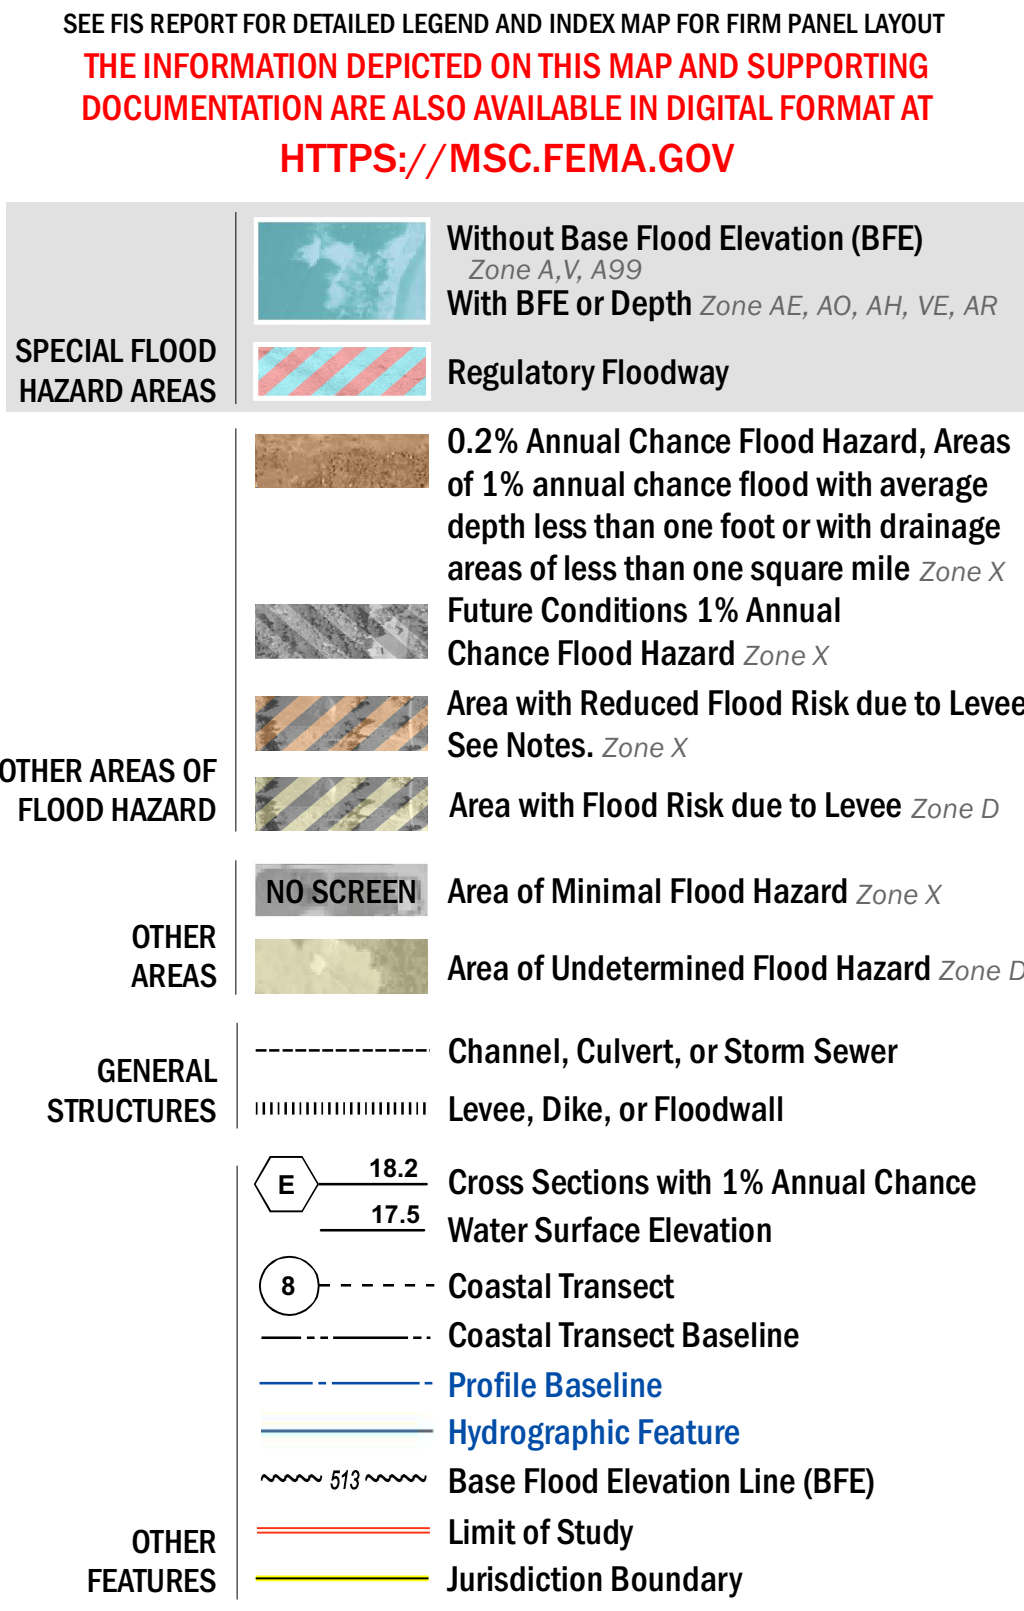 SEE FIS REPORT FOR DETAILED LEGEND AND INDEX MAP FOR FIRM PANEL LAYOUT
THE INFORMATION DEPICTED ON THIS MAP AND SUPPORTING
DOCUMENTATION ARE ALSO AVAILABLE IN DIGITAL FORMAT AT
HTTPS://MSC.FEMA.GOV
SPECIAL FLOOD
HAZARD AREAS
Without Base Flood Elevation (BFE)
Zone A,V, A99
With BFE or Depth Zone AE, AO, AH, VE, AR
Regulatory Floodway
OTHER AREAS OF
FLOOD HAZARD
0.2% Annual Chance Flood Hazard, Areas
of 1% annual chance flood with average
depth less than one foot or with drainage
areas of less than one square mile Zone X
Future Conditions 1% Annual
Chance Flood Hazard Zone X
Area with Reduced Flood Risk due to Levee
See Notes. Zone X
Area with Flood Risk due to Levee Zone D
OTHER
AREAS
NO SCREEN Area of Minimal Flood Hazard Zone X
Area of Undetermined Flood Hazard Zone D
GENERAL
STRUCTURES
Channel, Culvert, or Storm Sewer
Levee, Dike, or Floodwall
OTHER
FEATURES
E 18.2 Cross Sections with 1% Annual Chance
17.5 Water Surface Elevation
8 Coastal Transect
Coastal Transect Baseline
Profile Baseline
Hydrographic Feature
513 Base Flood Elevation Line (BFE)
Limit of Study
Jurisdiction Boundary